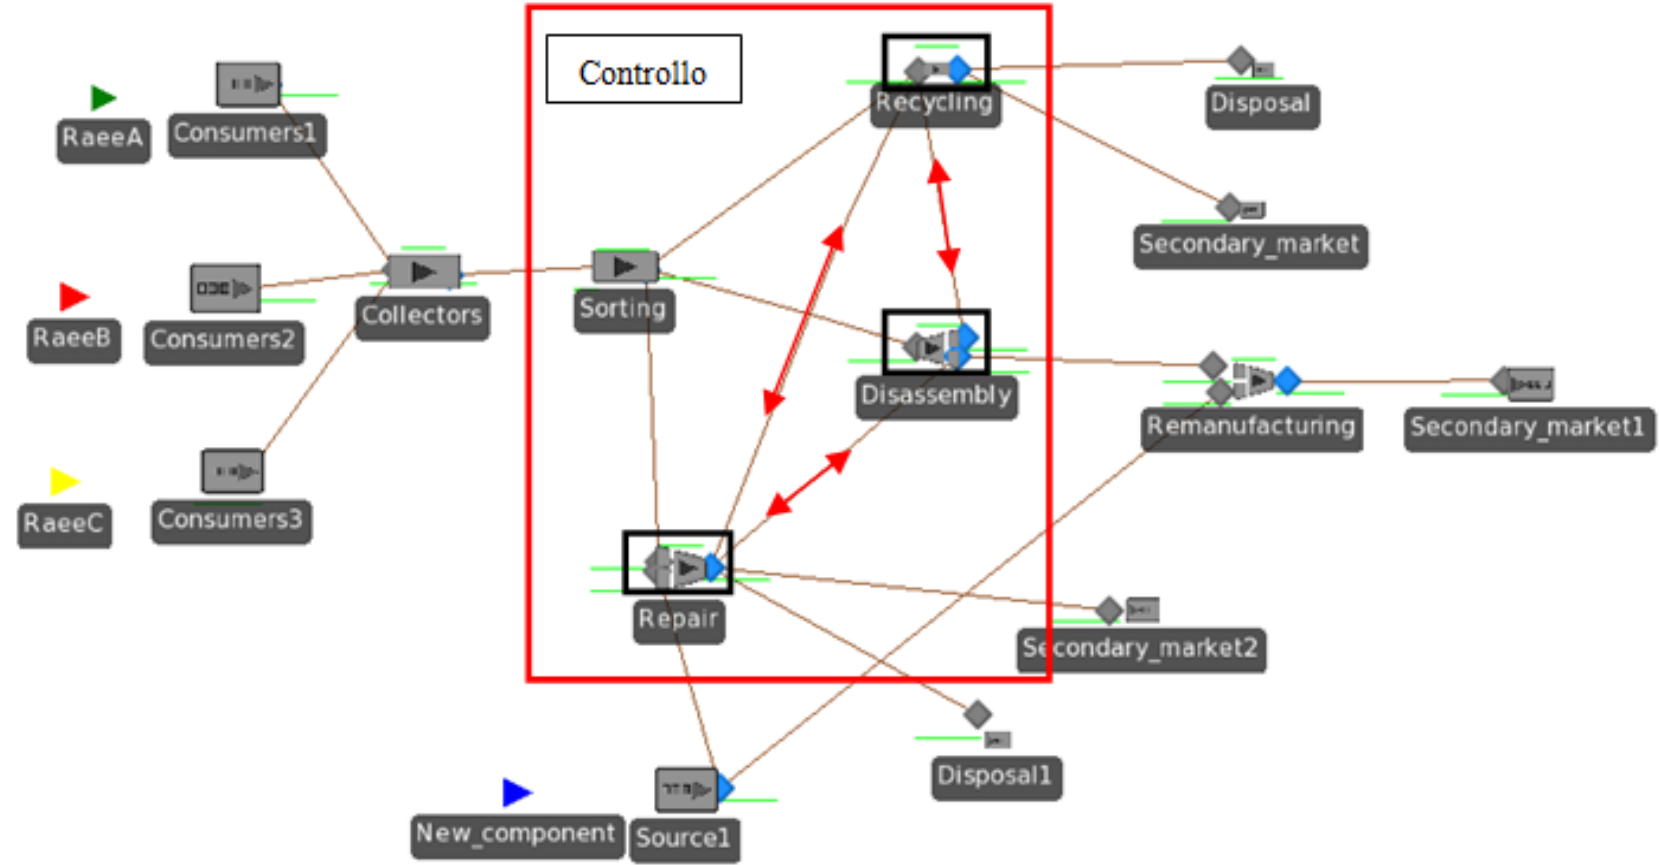 Controllo
Recycling
Disposal
RaeeA
Consumers1
Secondary_market
RaeeB
Consumers2
Collectors
Sorting
Disassembly
Remanufacturing
Secondary_market1
RaeeC
Consumers3
Repair
Secondary_market2
Disposal1
New_component
Source1